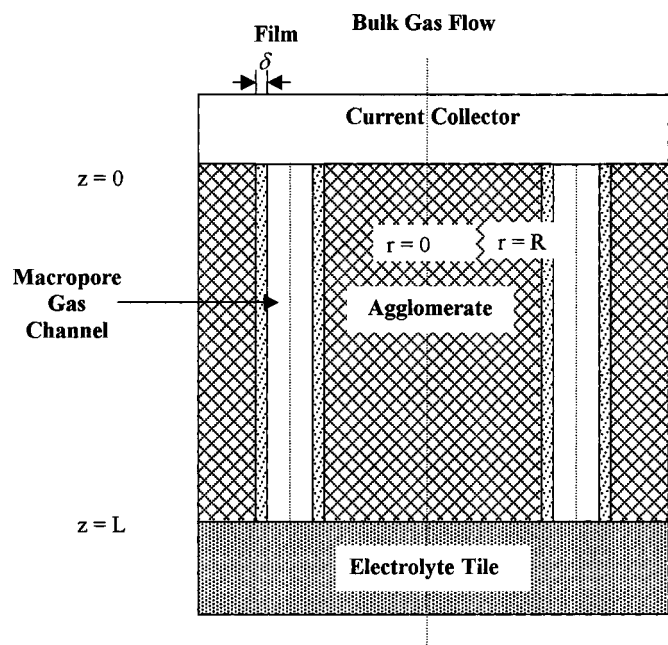 Bulk Gas Flow
Film
δ
Current Collector
z = 0
r = 0
r = R
Macropore
Gas
Channel
Agglomerate
z = L
Electrolyte Tile